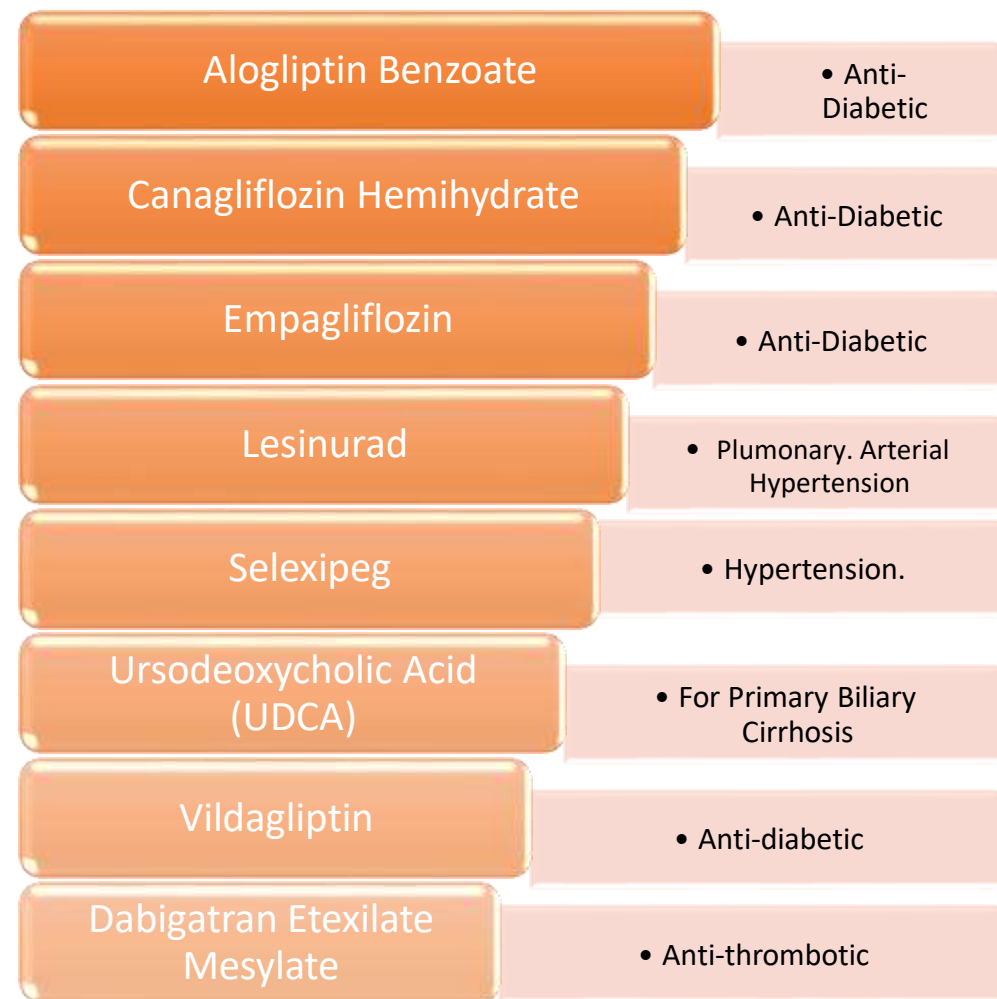 Alogliptin Benzoate
• Anti-
Diabetic
Canagliflozin Hemihydrate
• Anti-Diabetic
Empagliflozin
• Anti-Diabetic
Lesinurad
• Plumonary. Arterial
Hypertension
Selexipeg
• Hypertension.
Ursodeoxycholic Acid
(UDCA)
• For Primary Biliary
Cirrhosis
Vildagliptin
• Anti-diabetic
Dabigatran Etexilate
Mesylate
• Anti-thrombotic